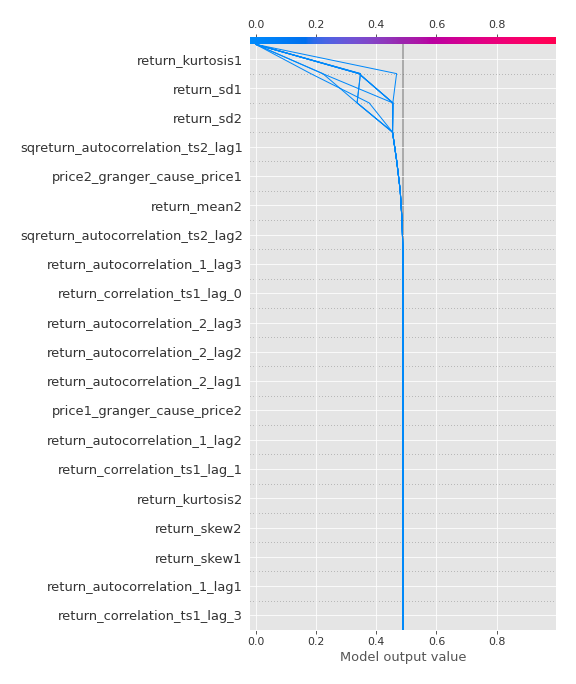 0.0 0.2 0.4 0.6 0.8
return_kurtosis1
return_sd1
return_sd2
sqreturn_autocorrelation_ts2_lag1
price2_granger_cause_price1
return_mean2
sqreturn_autocorrelation_ts2_lag2
return_autocorrelation_1_lag3
return_correlation_ts1_lag_0
return_autocorrelation_2_lag3
return_autocorrelation_2_lag2
return_autocorrelation_2_lag1
price1_granger_cause_price2
return_autocorrelation_1_lag2
return_correlation_ts1_lag_1
return_kurtosis2
return_skew2
return_skew1
return_autocorrelation_1_lag1
return_correlation_ts1_lag_3
0.0 0.2 0.4 0.6 0.8
Model output value